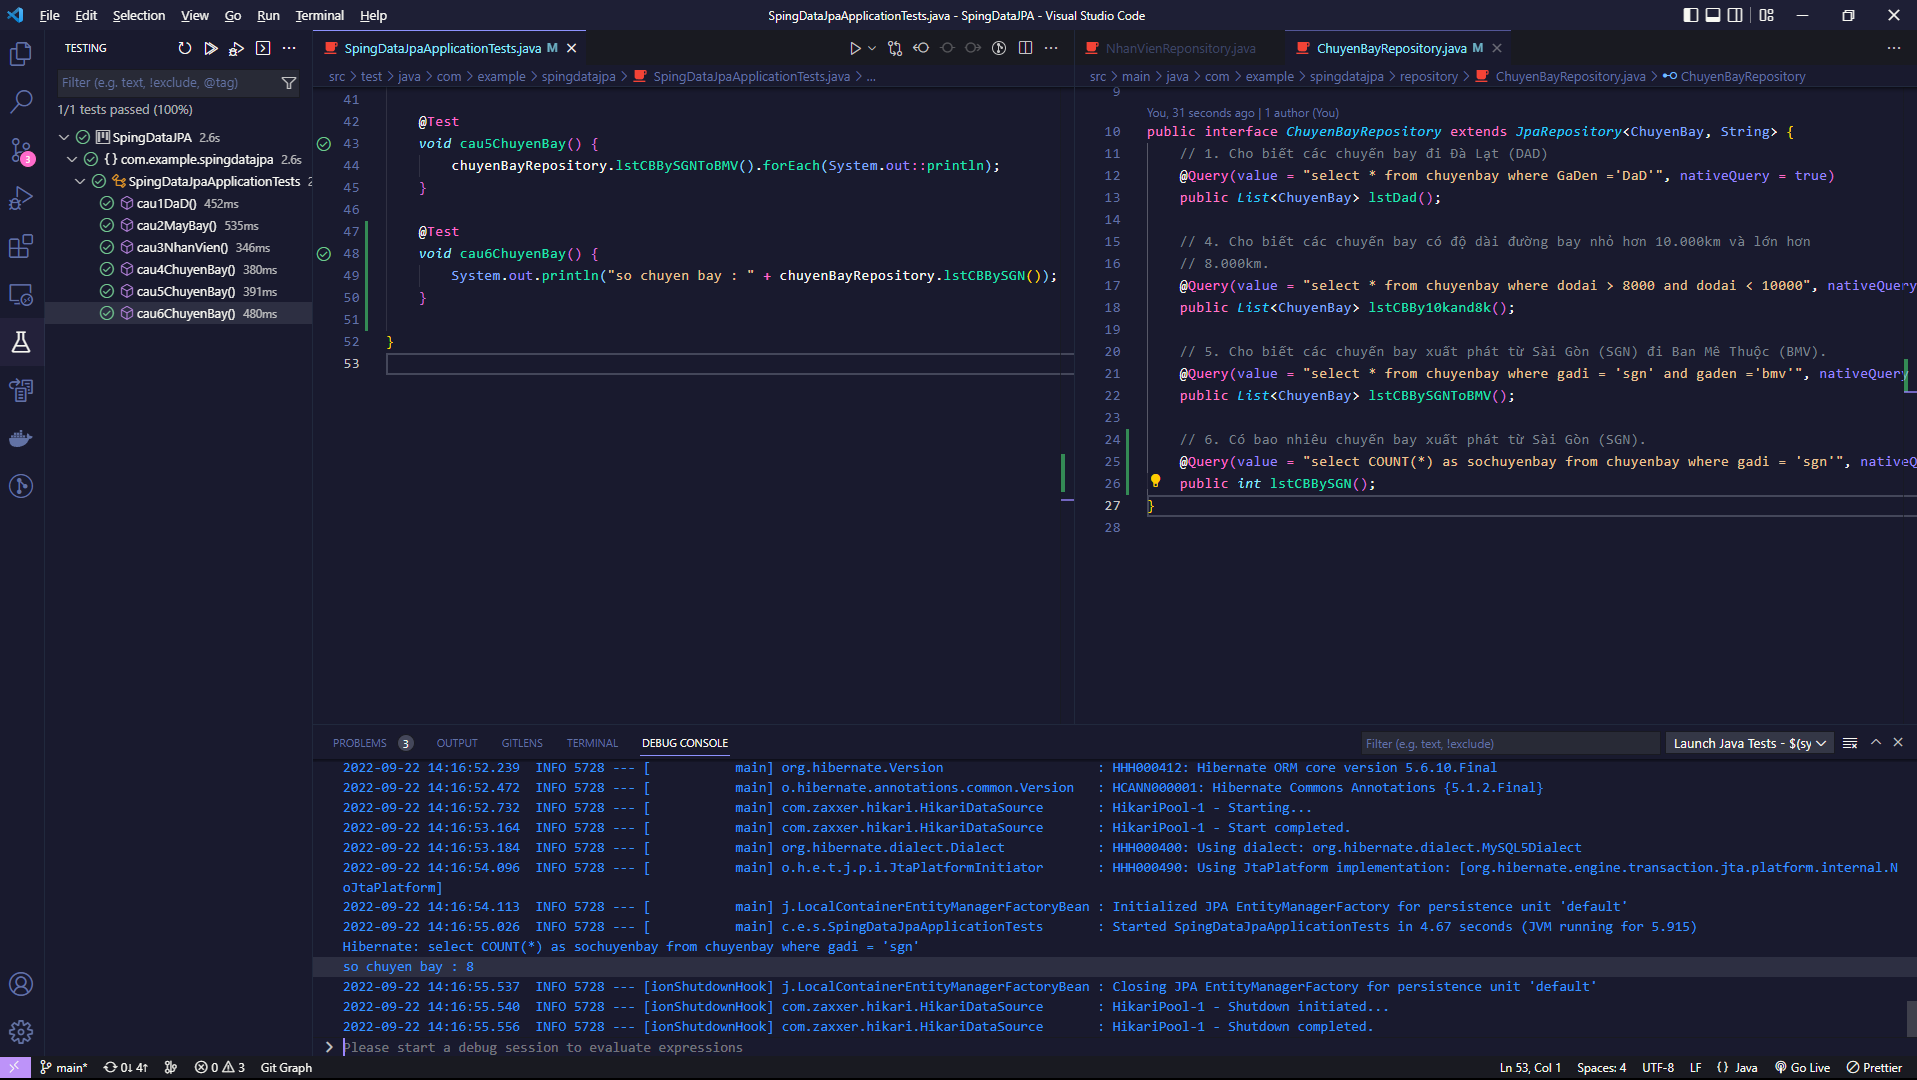 File Edit Selection View Go Run Terminal Help
SpingDataJpaApplicationTests.java - SpingDataJPA - Visual Studio Code
TESTING
Filter (e.g. text, !exclude, @tag)
1/1 tests passed (100%)
SpingDataJPA 2.6s
{ } com.example.spingdatajpa 2.6s
SpingDataJpaApplicationTests 2
cau1DaD() 452ms
cau2MayBay() 535ms
cau3NhanVien() 346ms
cau4ChuyenBay() 380ms
cau5ChuyenBay() 391ms
cau6ChuyenBay() 480ms
3
SpingDataJpaApplicationTests.java M
src > test > java > com > example > spingdatajpa > SpingDataJpaApplicationTests.java > ...
41
42 @Test
43 void cau5ChuyenBay() {
44 chuyenBayRepository.lstCBBySGNToBMV().forEach(System.out::println);
45 }
46
47 @Test
48 void cau6ChuyenBay() {
49 System.out.println("so chuyen bay : " + chuyenBayRepository.lstCBBySGN());
50 }
51
52 }
53
NhanVienReponsitory.java
ChuyenBayRepository.java M
src > main > java > com > example > spingdatajpa > repository > ChuyenBayRepository.java > ChuyenBayRepository
9
You, 31 seconds ago | 1 author (You)
10 public interface ChuyenBayRepository extends JpaRepository<ChuyenBay, String> {
11 // 1. Cho biết các chuyến bay đi Đà Lạt (DAD)
12 @Query(value = "select * from chuyenbay where GaDen ='DaD'", nativeQuery = true)
13 public List<ChuyenBay> lstDad();
14
15 // 4. Cho biết các chuyến bay có độ dài đường bay nhỏ hơn 10.000km và lớn hơn
16 // 8.000km.
17 @Query(value = "select * from chuyenbay where dodai > 8000 and dodai < 10000", nativeQuery
18 public List<ChuyenBay> lstCBBy10kand8k();
19
20 // 5. Cho biết các chuyến bay xuất phát từ Sài Gòn (SGN) đi Ban Mê Thuộc (BMV).
21 @Query(value = "select * from chuyenbay where gadi = 'sgn' and gaden ='bmv'", nativeQuery
22 public List<ChuyenBay> lstCBBySGNToBMV();
23
24 // 6. Có bao nhiêu chuyến bay xuất phát từ Sài Gòn (SGN).
25 @Query(value = "select COUNT(*) as sochuyenbay from chuyenbay where gadi = 'sgn'", nativeQ
26 public int lstCBBySGN();
27 }
28
PROBLEMS 3 OUTPUT GITLENS TERMINAL DEBUG CONSOLE
Filter (e.g. text, !exclude)
Launch Java Tests - $(sy
2022-09-22 14:16:52.239 INFO 5728 --- [ main] org.hibernate.Version : HHH000412: Hibernate ORM core version 5.6.10.Final
2022-09-22 14:16:52.472 INFO 5728 --- [ main] o.hibernate.annotations.common.Version : HCANN000001: Hibernate Commons Annotations {5.1.2.Final}
2022-09-22 14:16:52.732 INFO 5728 --- [ main] com.zaxxer.hikari.HikariDataSource : HikariPool-1 - Starting...
2022-09-22 14:16:53.164 INFO 5728 --- [ main] com.zaxxer.hikari.HikariDataSource : HikariPool-1 - Start completed.
2022-09-22 14:16:53.184 INFO 5728 --- [ main] org.hibernate.dialect.Dialect : HHH000400: Using dialect: org.hibernate.dialect.MySQL5Dialect
2022-09-22 14:16:54.096 INFO 5728 --- [ main] o.h.e.t.j.p.i.JtaPlatformInitiator : HHH000490: Using JtaPlatform implementation: [org.hibernate.engine.transaction.jta.platform.internal.N
oJtaPlatform]
2022-09-22 14:16:54.113 INFO 5728 --- [ main] j.LocalContainerEntityManagerFactoryBean : Initialized JPA EntityManagerFactory for persistence unit 'default'
2022-09-22 14:16:55.026 INFO 5728 --- [ main] c.e.s.SpingDataJpaApplicationTests : Started SpingDataJpaApplicationTests in 4.67 seconds (JVM running for 5.915)
Hibernate: select COUNT(*) as sochuyenbay from chuyenbay where gadi = 'sgn'
so chuyen bay : 8
2022-09-22 14:16:55.537 INFO 5728 --- [ionShutdownHook] j.LocalContainerEntityManagerFactoryBean : Closing JPA EntityManagerFactory for persistence unit 'default'
2022-09-22 14:16:55.540 INFO 5728 --- [ionShutdownHook] com.zaxxer.hikari.HikariDataSource : HikariPool-1 - Shutdown initiated...
2022-09-22 14:16:55.556 INFO 5728 --- [ionShutdownHook] com.zaxxer.hikari.HikariDataSource : HikariPool-1 - Shutdown completed.
Please start a debug session to evaluate expressions
main* 0↓ 4↑ 0 3 Git Graph
Ln 53, Col 1 Spaces: 4 UTF-8 LF { } Java Go Live Prettier